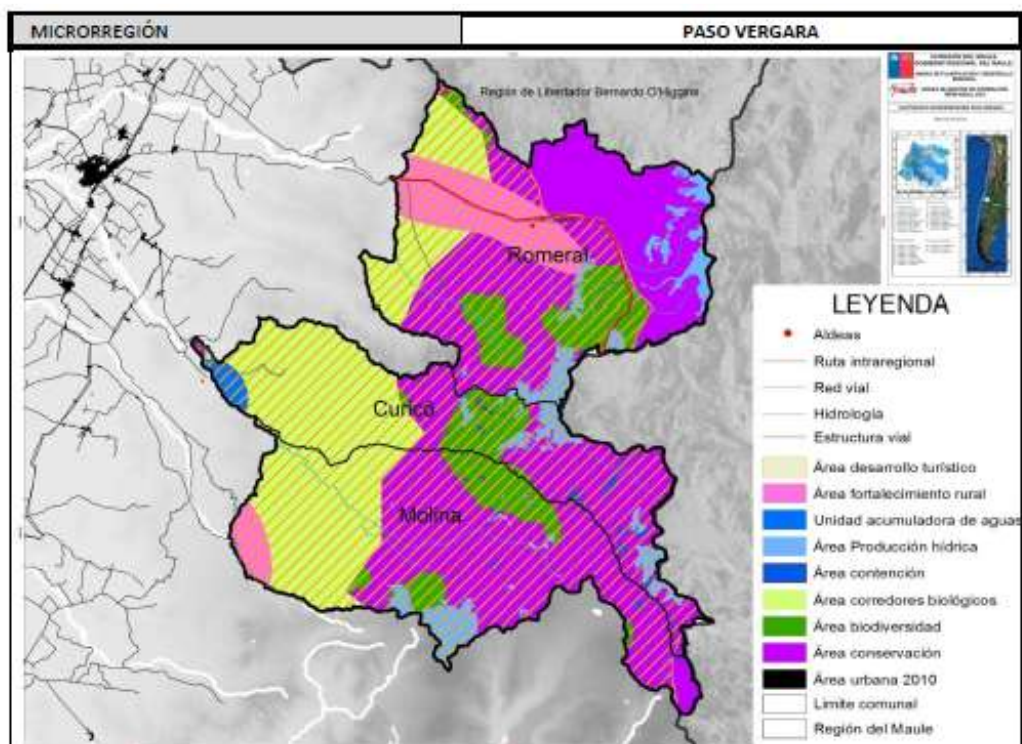 MICRORREGIÓN
PASO VERGARA
Región de Libertador Bernardo O'Higgins
Romeral
Curicó
Molina
LEYENDA
Aldeas
Ruta intraregional
Red vial
Hidrología
Estructura vial
Área desarrollo turístico
Área fortalecimiento rural
Unidad acumuladora de aguas
Área Producción hídrica
Área contención
Área corredores biológicos
Área biodiversidad
Área conservación
Área urbana 2010
Limite comunal
Región del Maule